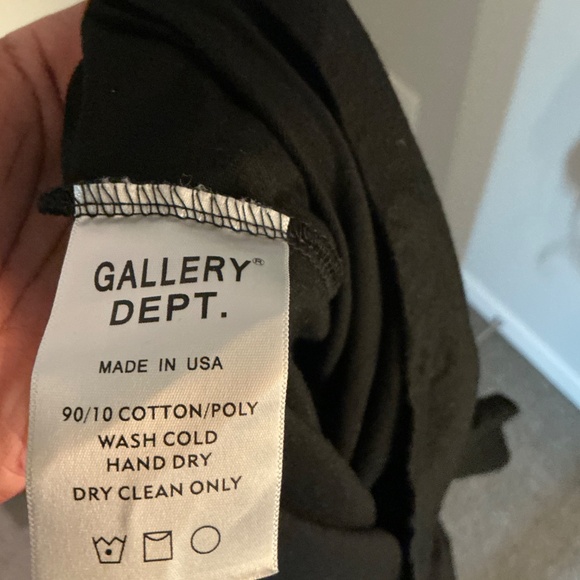 GALLERY®
DEPT.
MADE IN USA
90/10 COTTON/POLY
WASH COLD
HAND DRY
DRY CLEAN ONLY